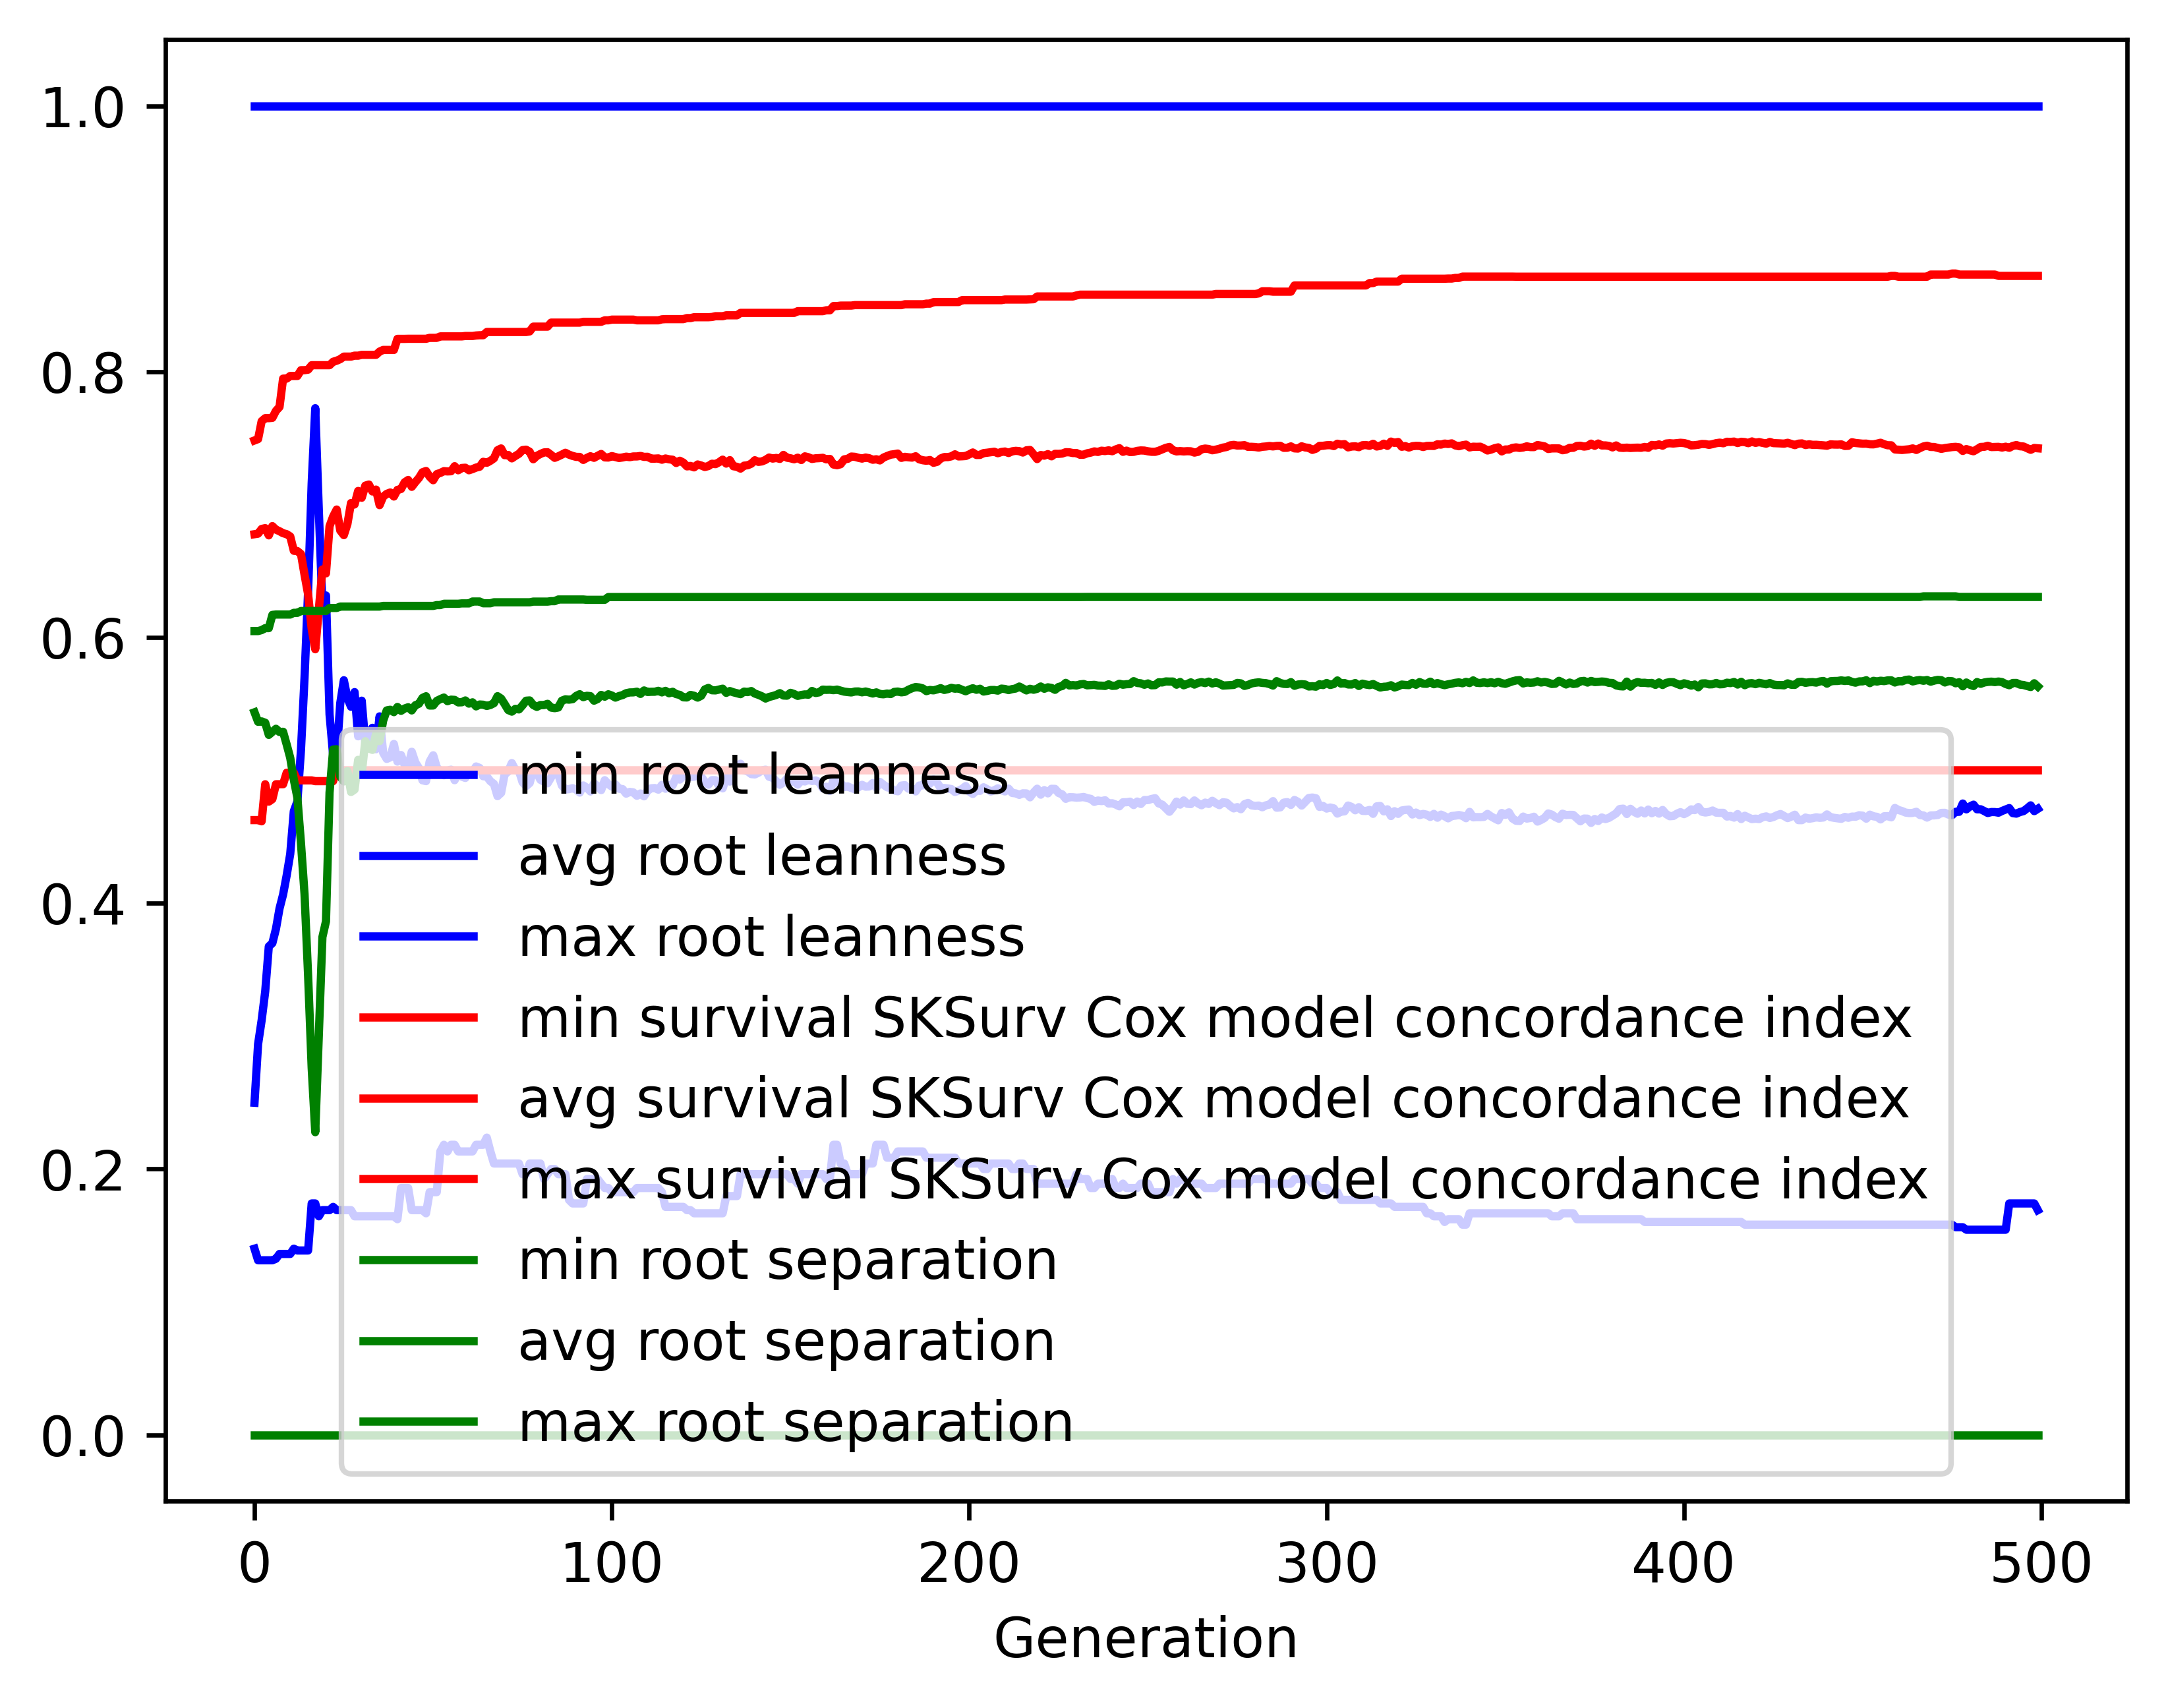 1.0
0.8
0.6
0.4
0.2
0.0
min root leanness
avg root leanness
max root leanness
min survival SKSurv Cox model concordance index
avg survival SKSurv Cox model concordance index
max survival SKSurv Cox model concordance index
min root separation
avg root separation
max root separation
0 100 200 300 400 500
Generation